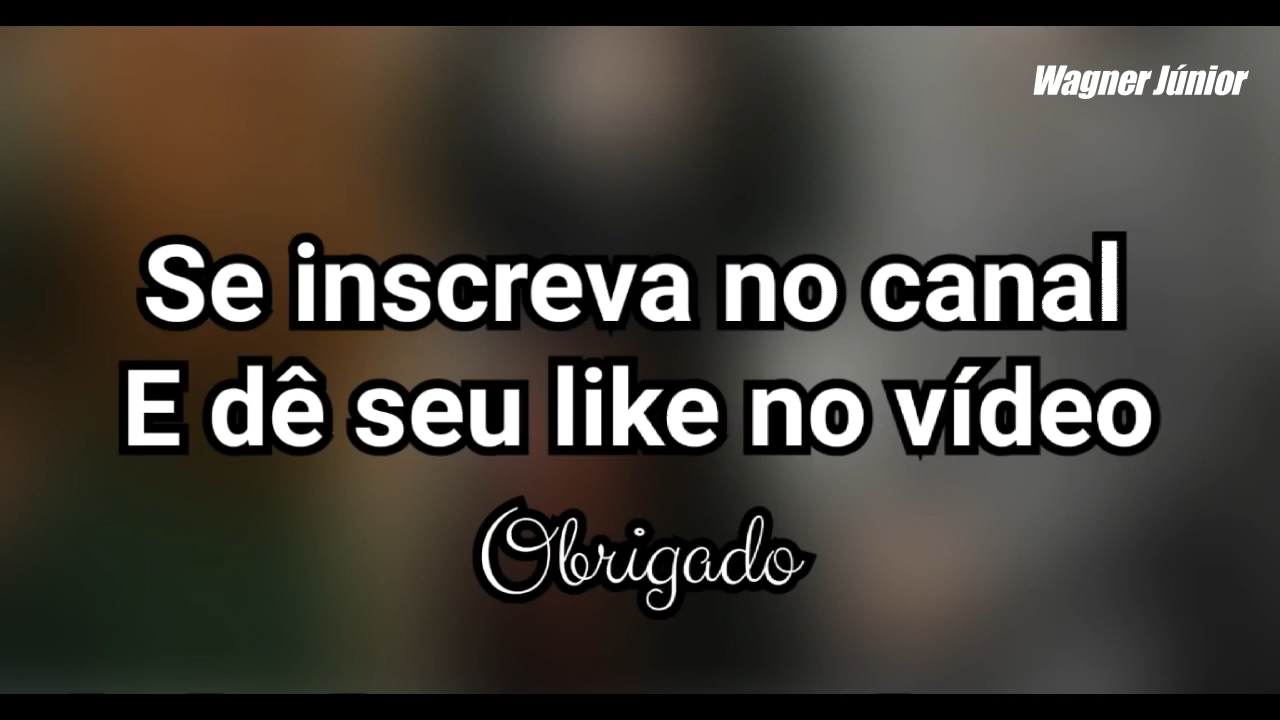 Wagner Júnior
Se inscreva no canal
E dê seu like no vídeo
Obrigado